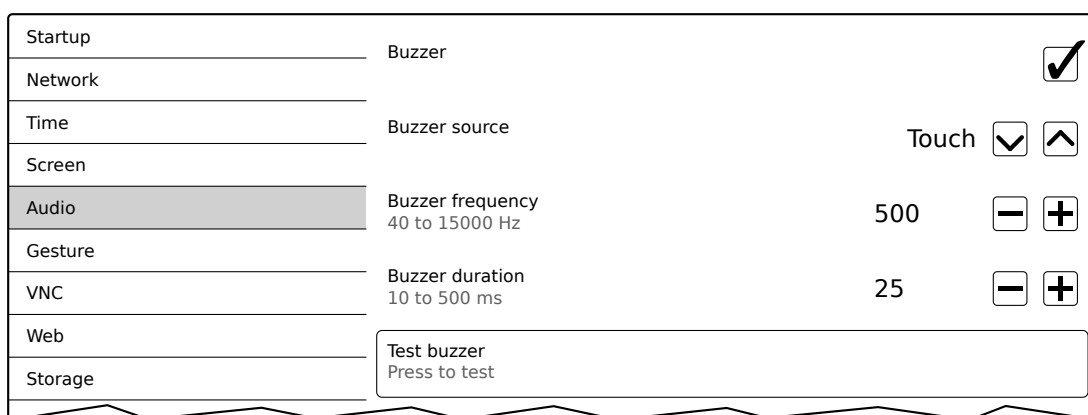 Startup
Network
Time
Screen
Audio
Gesture
VNC
Web
Storage
Buzzer
Buzzer source
Touch
Buzzer frequency
40 to 15000 Hz
500
Buzzer duration
10 to 500 ms
25
Test buzzer
Press to test